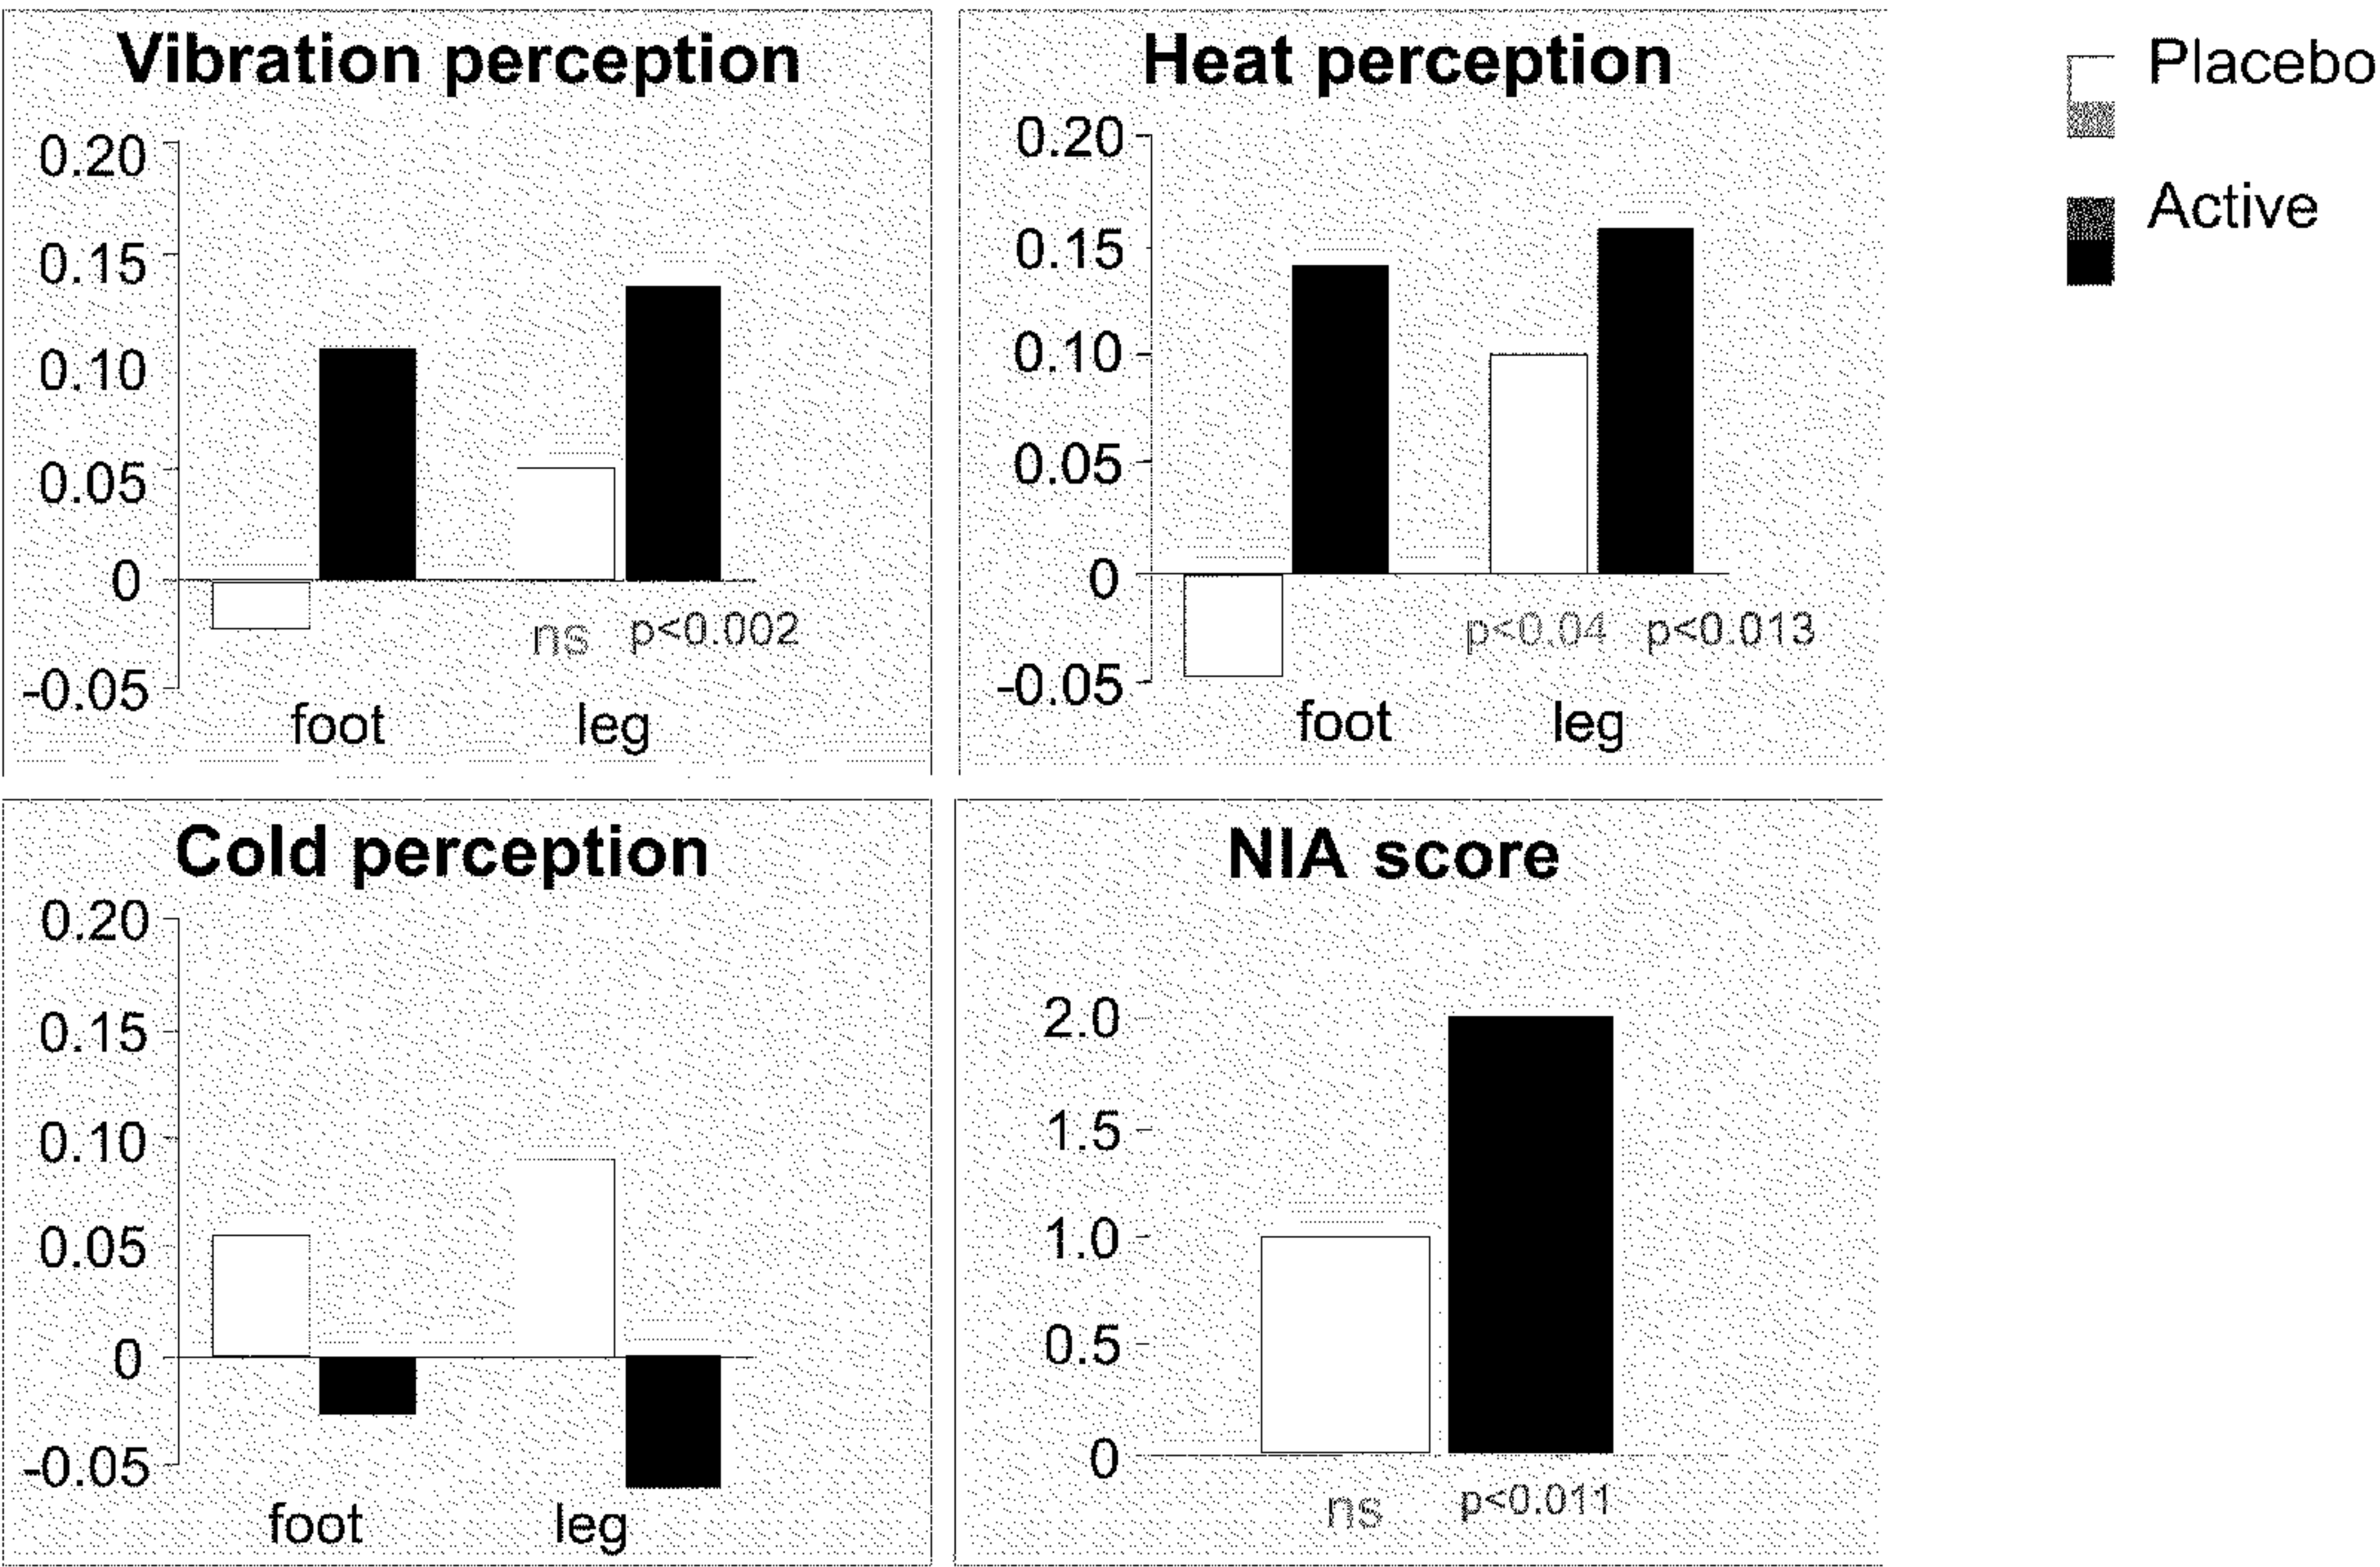 Vibration perception
0.20
0.15
0.10
0.05
0
-0.05
ns p<0.002
foot leg
Heat perception
0.20
0.15
0.10
0.05
0
-0.05
p<0.04 p<0.013
foot leg
Placebo
Active
Cold perception
0.20
0.15
0.10
0.05
0
-0.05
foot leg
NIA score
2.0
1.5
1.0
0.5
0
ns p<0.011